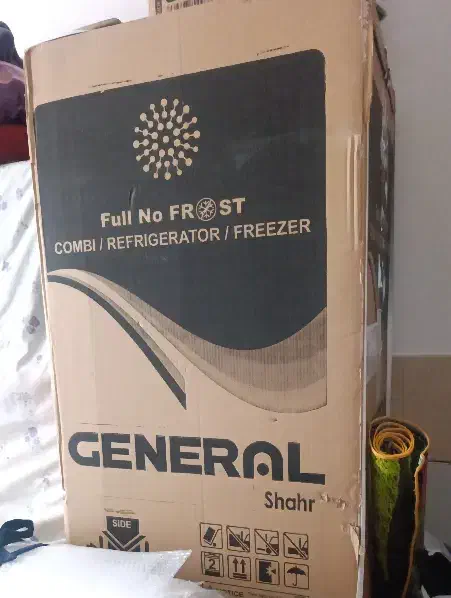 Full No FROST
COMBI / REFRIGERATOR / FREEZER
GENERAL
Shahr
SIDE
2